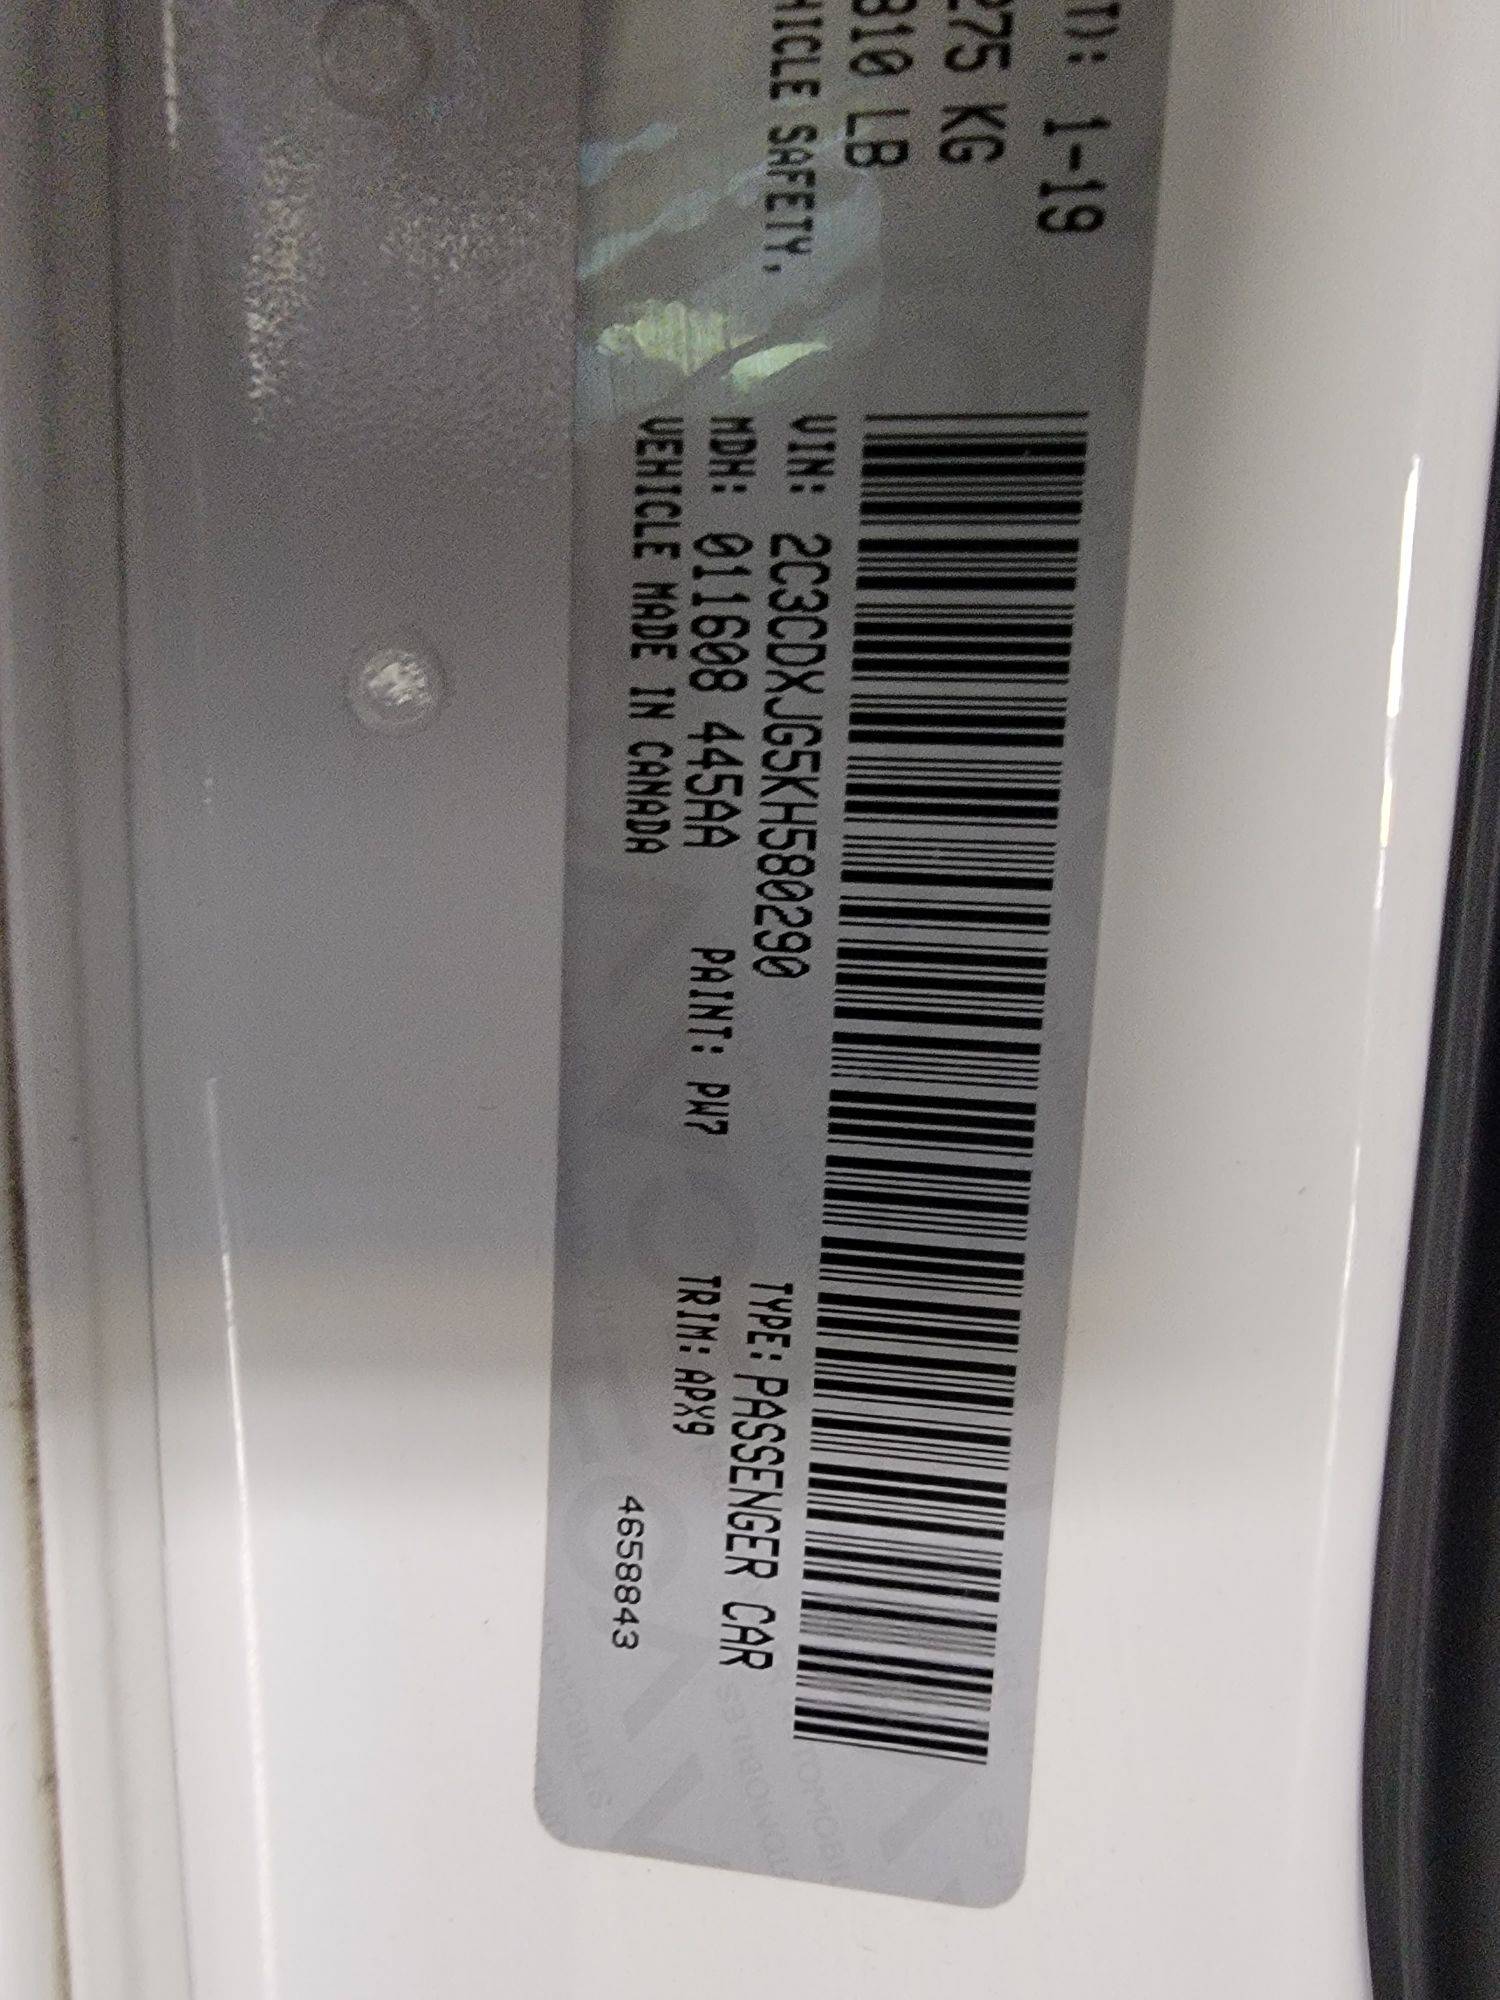 T): 1-19
275 KG
810 LB
HICLE SAFETY,
VIN: 2C3CDXJG5KH580290 TYPE: PASSENGER CAR
MDH: 011608 445AA PAINT: PW7 TRIM: APX9
VEHICLE MADE IN CANADA
4658843